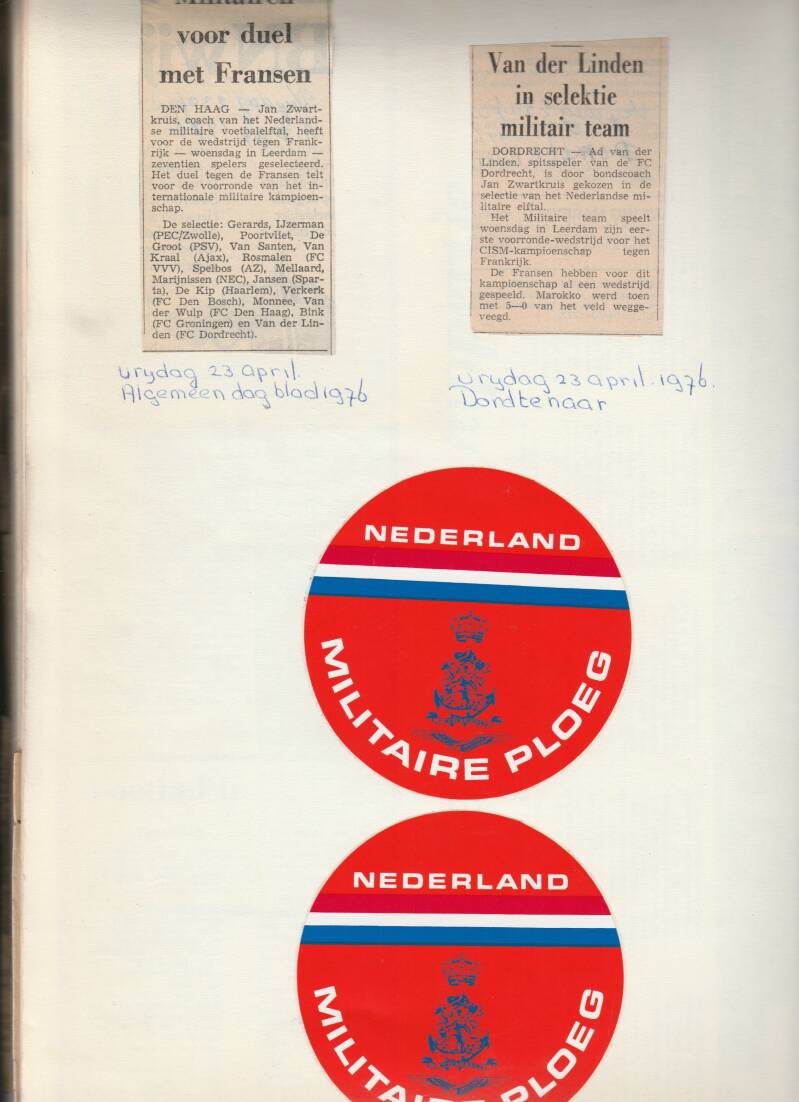 Militairen
voor duel
met Fransen
DEN HAAG — Jan Zwart-
kruis, coach van het Nederland-
se militaire voetbalelftal, heeft
voor de wedstrijd tegen Frank-
rijk — woensdag in Leerdam —
zeventien spelers geselecteerd.
Het duel tegen de Fransen telt
voor de voorronde van het in-
ternationale militaire kampioen-
schap.
De selectie: Gerards, IJzerman
(PEC/Zwolle), Poortvliet, De
Groot (PSV), Van Santen, Van
Kraal (Ajax), Rosmalen (FC
VVV), Spelbos (AZ), Mellaard,
Marijnissen (NEC), Jansen (Spar-
ta), De Kip (Haarlem), Verkerk
(FC Den Bosch), Monnee, Van
der Wulp (FC Den Haag), Bink
(FC Groningen) en Van der Lin-
den (FC Dordrecht).
vrydag 23 april
Algemeen dagblad 1976
Van der Linden
in selektie
militair team
DORDRECHT — Ad van der
Linden, spitsspeler van de FC
Dordrecht, is door bondscoach
Jan Zwartkruis gekozen in de
selectie van het Nederlandse mi-
litaire elftal.
Het Militaire team speelt
woensdag in Leerdam zijn eer-
ste voorronde-wedstrijd voor het
CISM-kampioenschap tegen
Frankrijk.
De Fransen hebben voor dit
kampioenschap al een wedstrijd
gespeeld. Marokko werd toen
met 5—0 van het veld wegge-
veegd.
vrydag 23 april. 1976.
Dordtenaar
NEDERLAND
MILITAIRE PLOEG
NEDERLAND
MILITAIRE PLOEG